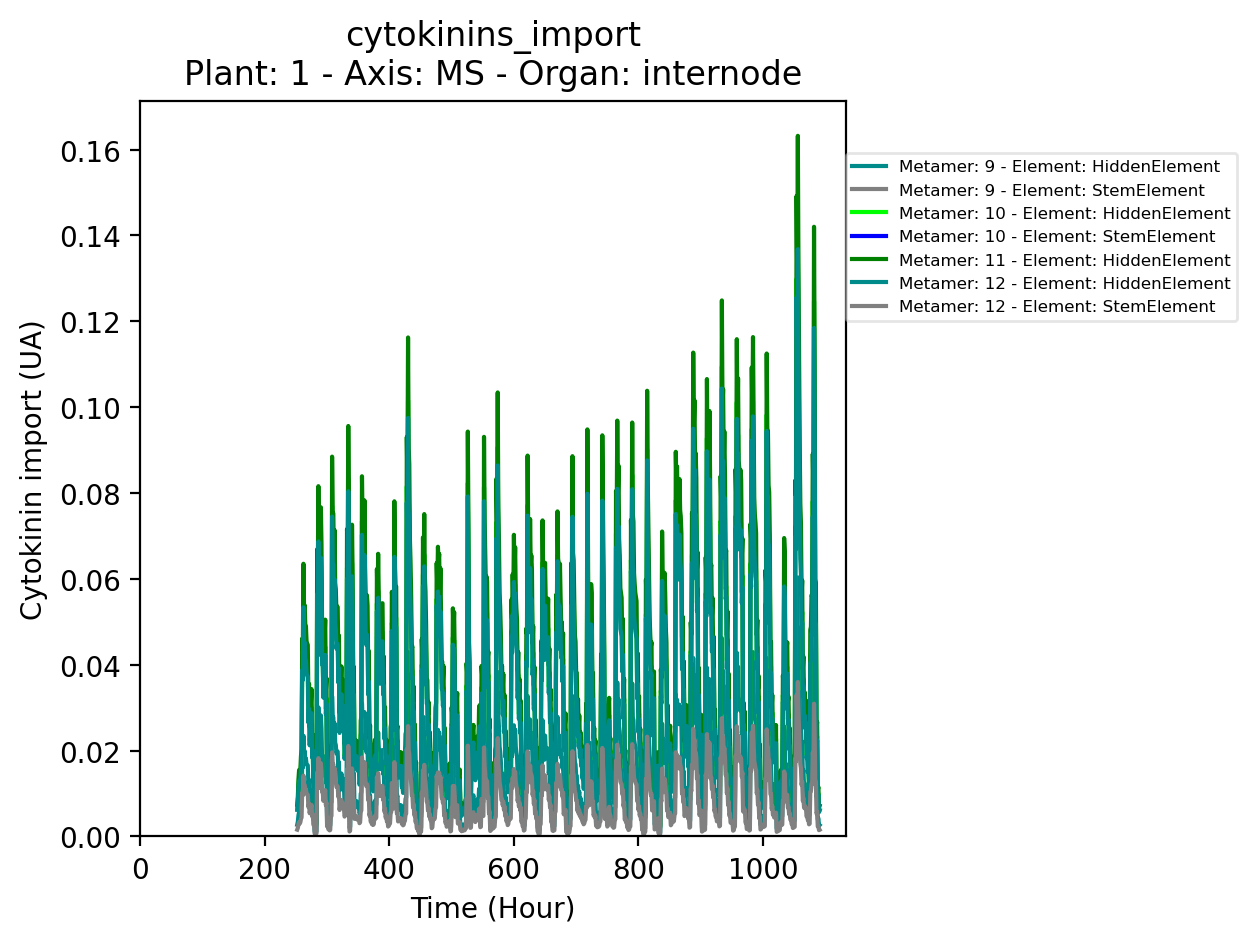 cytokinins_import
Plant: 1 - Axis: MS - Organ: internode
Cytokinin import (UA)
0.16
0.14
0.12
0.10
0.08
0.06
0.04
0.02
0.00
0 200 400 600 800 1000
Time (Hour)
Metamer: 9 - Element: HiddenElement
Metamer: 9 - Element: StemElement
Metamer: 10 - Element: HiddenElement
Metamer: 10 - Element: StemElement
Metamer: 11 - Element: HiddenElement
Metamer: 12 - Element: HiddenElement
Metamer: 12 - Element: StemElement